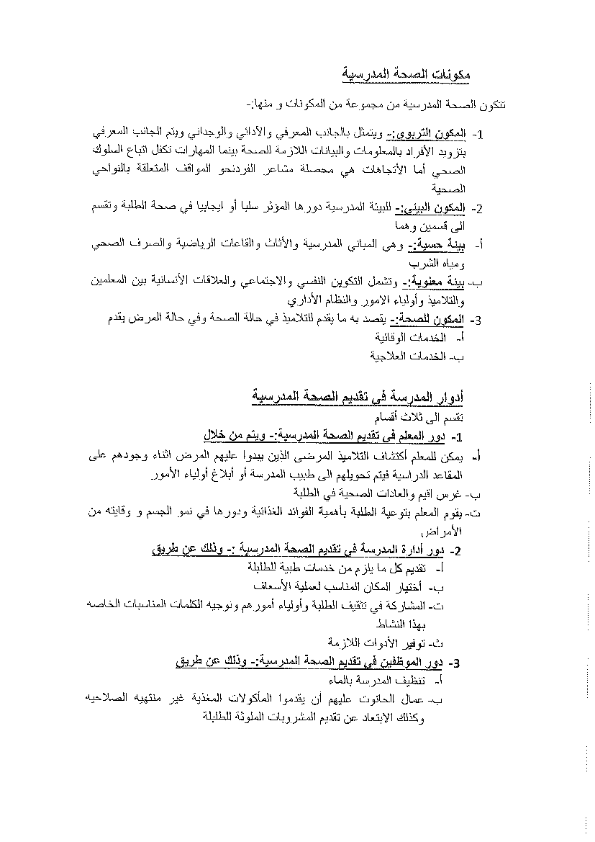 مكونات الصحة المدرسية
تتكون الصحة المدرسية من مجموعة من المكونات و منها:-
1- المكون التربوي:- ويتمثل بالجانب المعرفي والأدائي والوجداني ويتم الجانب المعرفي
بتزويد الأفراد بالمعلومات والبيانات اللازمة للصحة بينما المهارات تكفل اتباع السلوك
الصحي أما الأتجاهات هي محصلة مشاعر الفردنحو المواقف المتعلقة بالنواحي
الصحية
2- المكون البيئي:- للبيئة المدرسية دورها المؤثر سلبا أو ايجابيا في صحة الطلبة وتقسم
الى قسمين وهما
أ- بيئة حسية:- وهى المباني المدرسية والأثاث والقاعات الرياضية والصرف الصحي
ومياه الشرب
ب- بيئة معنوية:- وتشمل التكوين النفسي والاجتماعي والعلاقات الأنسانية بين المعلمين
والتلاميذ وأولياء الامور والنظام الأداري
3- المكون للصحة:- يقصد به ما يقدم للتلاميذ في حالة الصحة وفي حالة المرض يقدم
أ- الخدمات الوقائية
ب- الخدمات العلاجية
أدوار المدرسة في تقديم الصحة المدرسية
تقسم الى ثلاث أقسام
1- دور المعلم في تقديم الصحة المدرسية:- ويتم من خلال
أ- يمكن للمعلم أكتشاف التلاميذ المرضى الذين يبدوا عليهم المرض اثناء وجودهم على
المقاعد الدراسية فيتم تحويلهم الى طبيب المدرسة أو أبلاغ أولياء الأمور
ب- غرس اقيم والعادات الصحية في الطلبة
ت- يقوم المعلم بتوعية الطلبة بأهمية الفوائد الغذائية ودورها في نمو الجسم و وقايته من
الأمراض
2- دور أدارة المدرسة في تقديم الصحة المدرسية :- وذلك عن طريق
أ- تقديم كل ما يلزم من خدسات طبية للطلبلة
ب- أختيار المكان المناسب لعملية الأسعاف
ت- المشاركة في تثقيف الطلبة وأولياء أمورهم وتوجيه الكلمات المناسبات الخاصه
بهذا النشاط
ث- توفير الأدوات اللازمة
3- دور الموظفين في تقديم الصحة المدرسية:- وذلك عن طريق
أ- تنظيف المدرسة بالماء
ب- عمال الحانوت عليهم أن يقدموا المأكولات المغذية غير منتهيه الصلاحيه
وكذلك الابتعاد عن تقديم المشروبات الملوثة للطلبلة